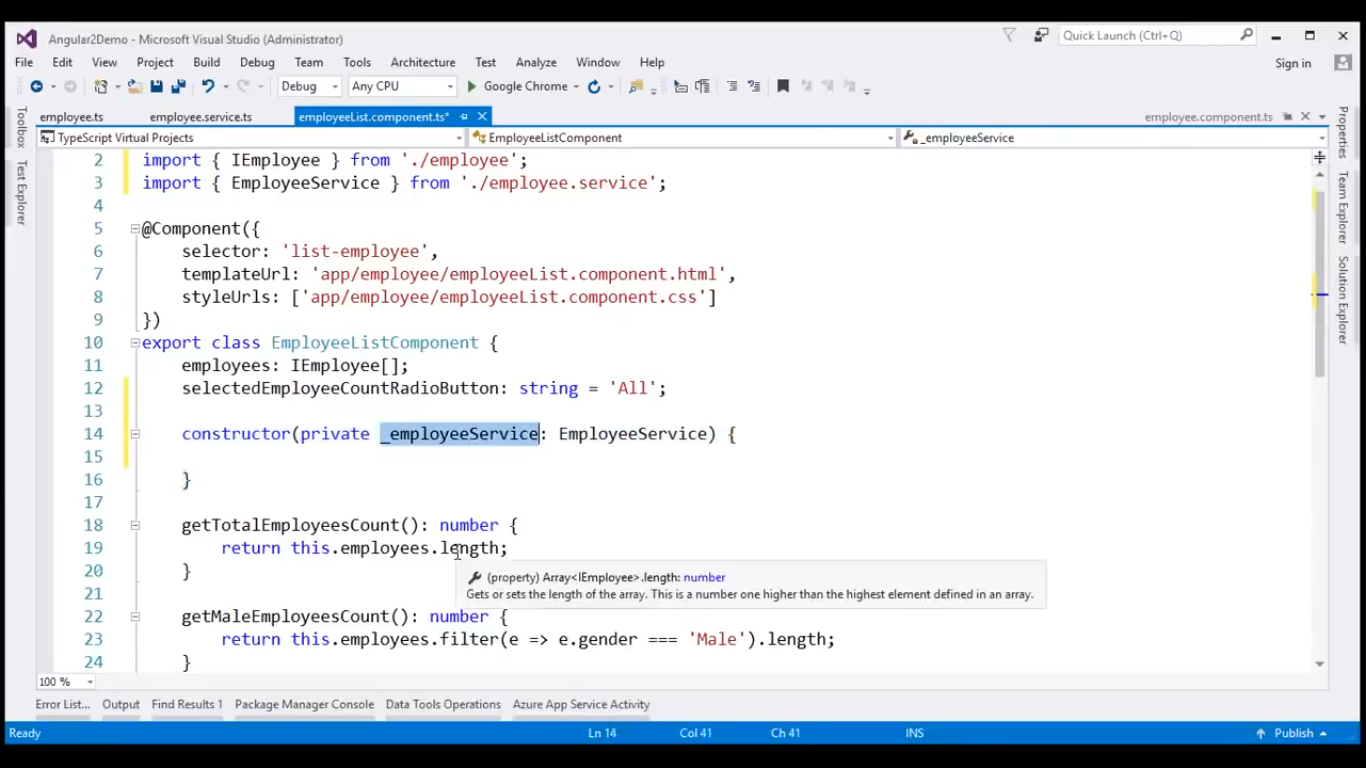 Angular2Demo - Microsoft Visual Studio (Administrator)
Quick Launch (Ctrl+Q)
File Edit View Project Build Debug Team Tools Architecture Test Analyze Window Help
Sign in
Debug Any CPU Google Chrome
employee.ts employee.service.ts employeeList.component.ts* employee.component.ts
TypeScript Virtual Projects EmployeeListComponent _employeeService
Toolbox
Test Explorer
Properties
Team Explorer
Solution Explorer
2 import { IEmployee } from './employee';
3 import { EmployeeService } from './employee.service';
4
5 @Component({
6 selector: 'list-employee',
7 templateUrl: 'app/employee/employeeList.component.html',
8 styleUrls: ['app/employee/employeeList.component.css']
9 })
10 export class EmployeeListComponent {
11 employees: IEmployee[];
12 selectedEmployeeCountRadioButton: string = 'All';
13
14 constructor(private _employeeService: EmployeeService) {
15
16 }
17
18 getTotalEmployeesCount(): number {
19 return this.employees.length;
20 }
(property) Array<IEmployee>.length: number
Gets or sets the length of the array. This is a number one higher than the highest element defined in an array.
21
22 getMaleEmployeesCount(): number {
23 return this.employees.filter(e => e.gender === 'Male').length;
24 }
100 %
Error List... Output Find Results 1 Package Manager Console Data Tools Operations Azure App Service Activity
Ready Ln 14 Col 41 Ch 41 INS Publish